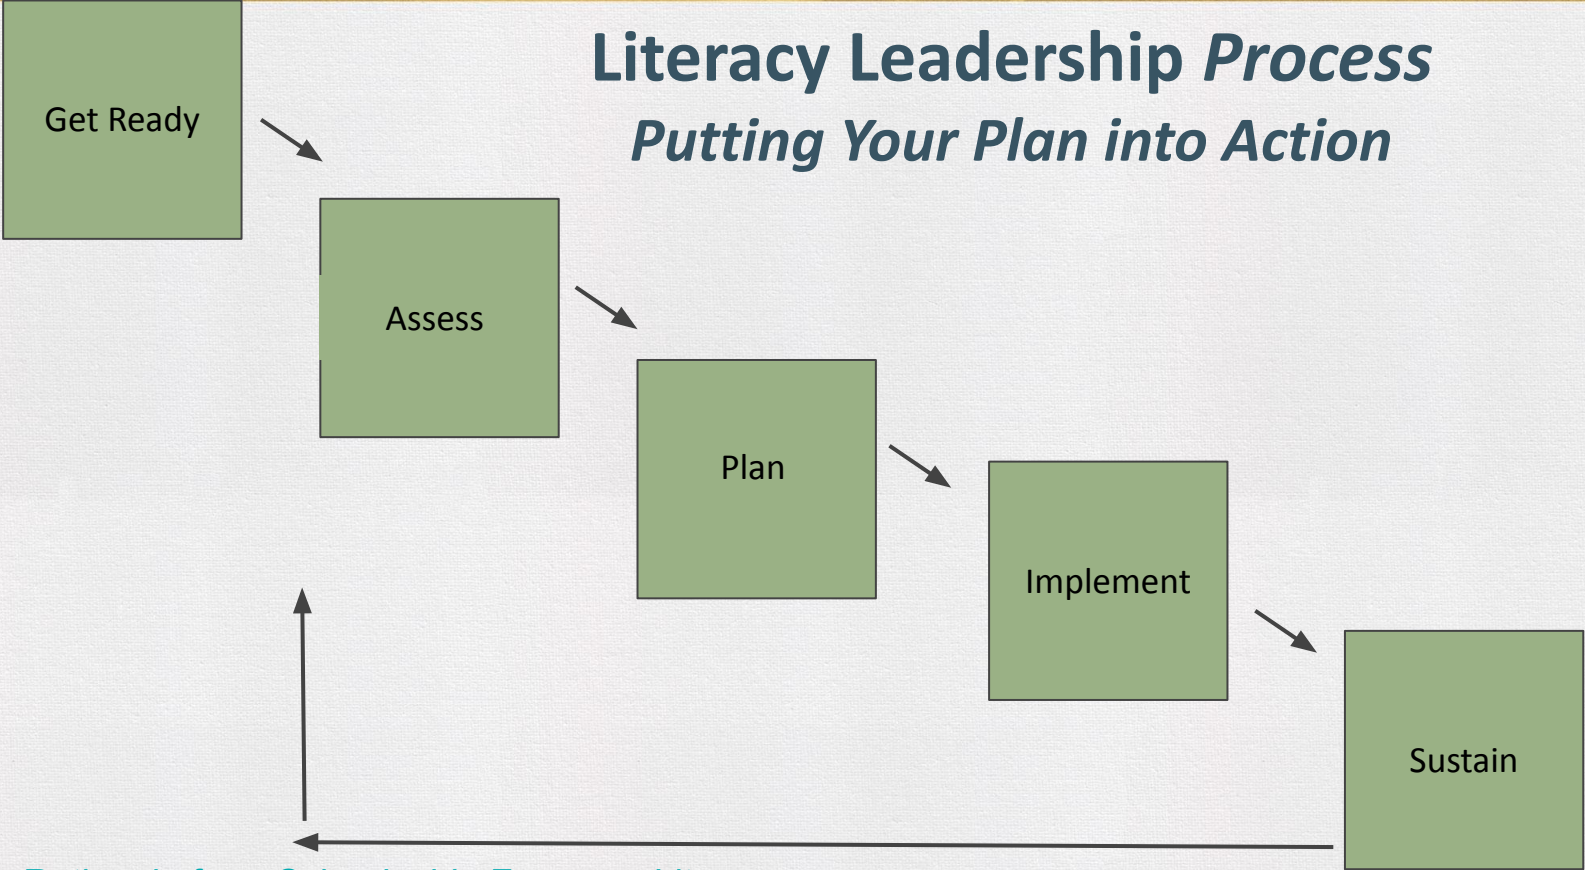 Literacy Leadership Process
Putting Your Plan into Action
Get Ready
Assess
Plan
Implement
Sustain